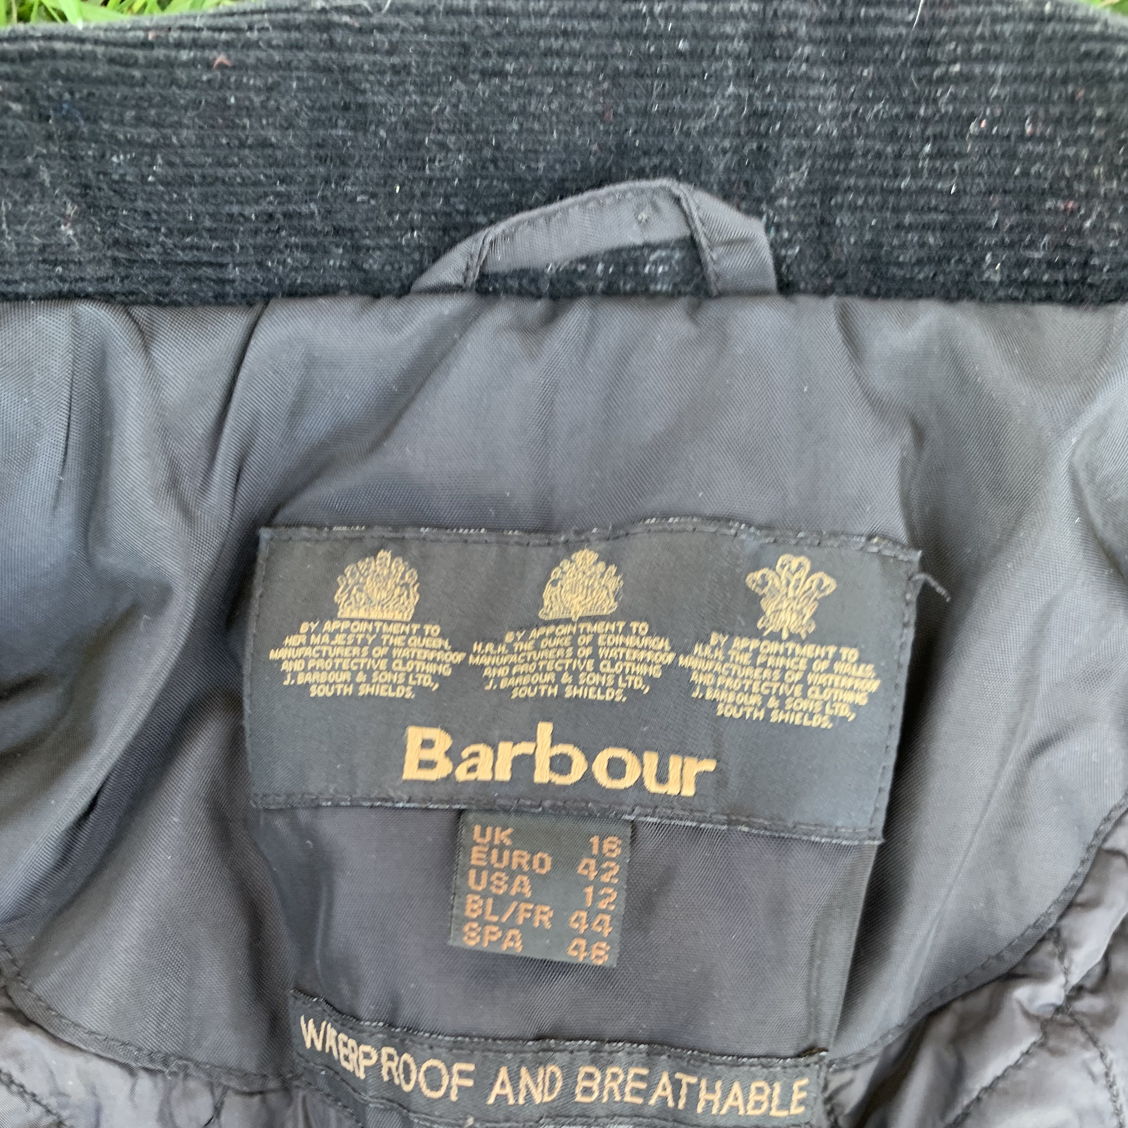 BY APPOINTMENT TO
HER MAJESTY THE QUEEN,
MANUFACTURERS OF WATERPROOF
AND PROTECTIVE CLOTHING
J. BARBOUR & SONS LTD.,
SOUTH SHIELDS.
BY APPOINTMENT TO
H.R.H. THE DUKE OF EDINBURGH,
MANUFACTURERS OF WATERPROOF
AND PROTECTIVE CLOTHING
J. BARBOUR & SONS LTD.,
SOUTH SHIELDS.
BY APPOINTMENT TO
H.R.H. THE PRINCE OF WALES,
MANUFACTURERS OF WATERPROOF
AND PROTECTIVE CLOTHING
J. BARBOUR & SONS LTD.,
SOUTH SHIELDS.
Barbour
UK 16
EURO 42
USA 12
BL/FR 44
SPA 46
WATERPROOF AND BREATHABLE